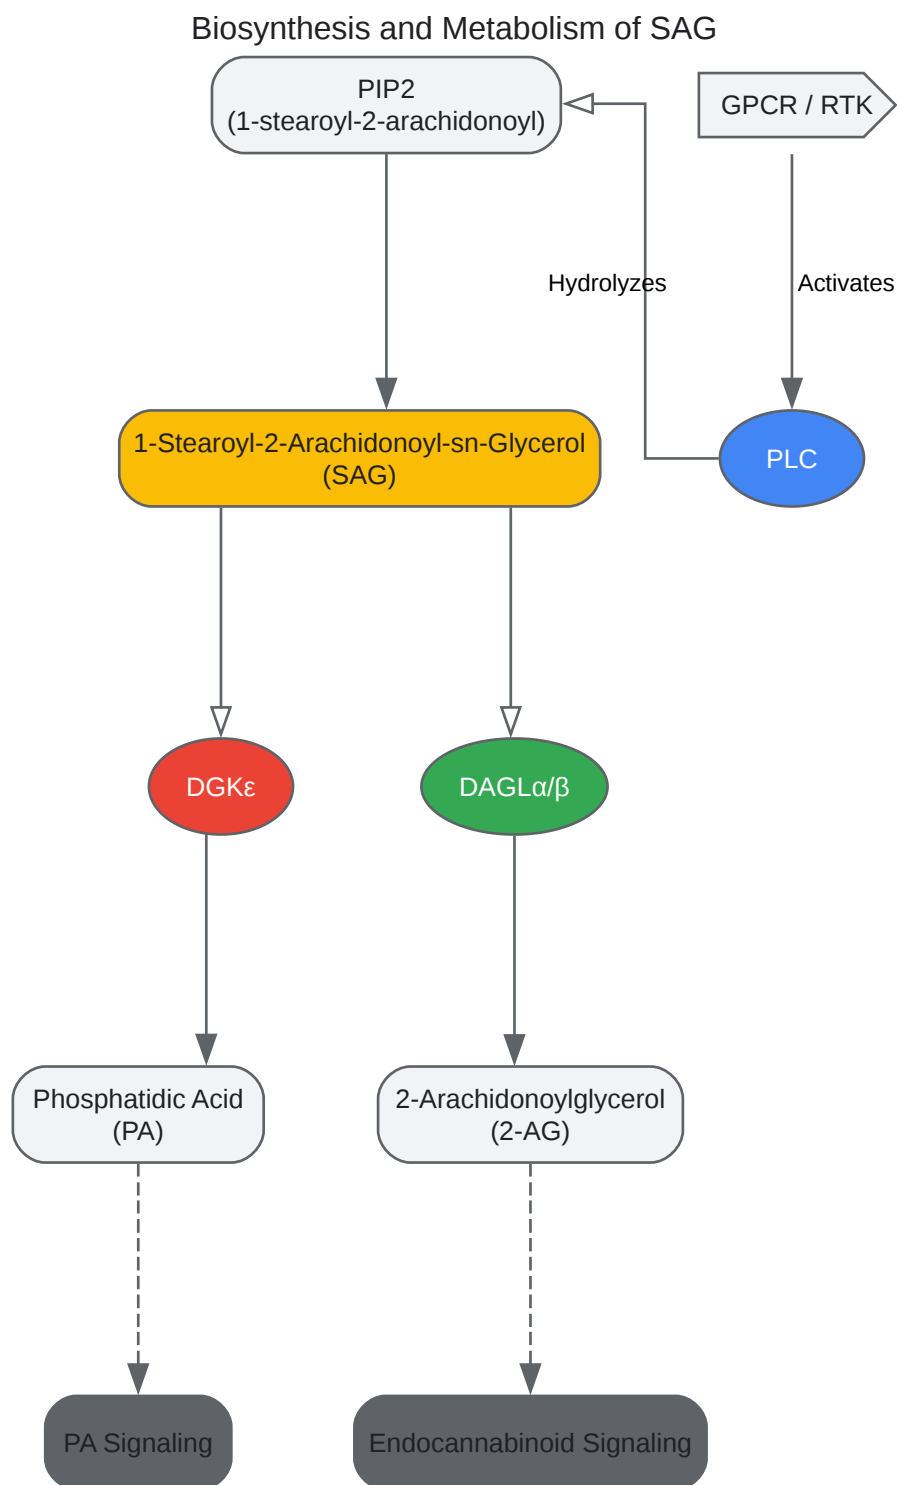 Biosynthesis and Metabolism of SAG
PIP2
(1-stearoyl-2-arachidonoyl)
GPCR / RTK
Hydrolyzes
Activates
1-Stearoyl-2-Arachidonoyl-sn-Glycerol
(SAG)
PLC
DGKε
DAGLα/β
Phosphatidic Acid
(PA)
2-Arachidonoylglycerol
(2-AG)
PA Signaling
Endocannabinoid Signaling